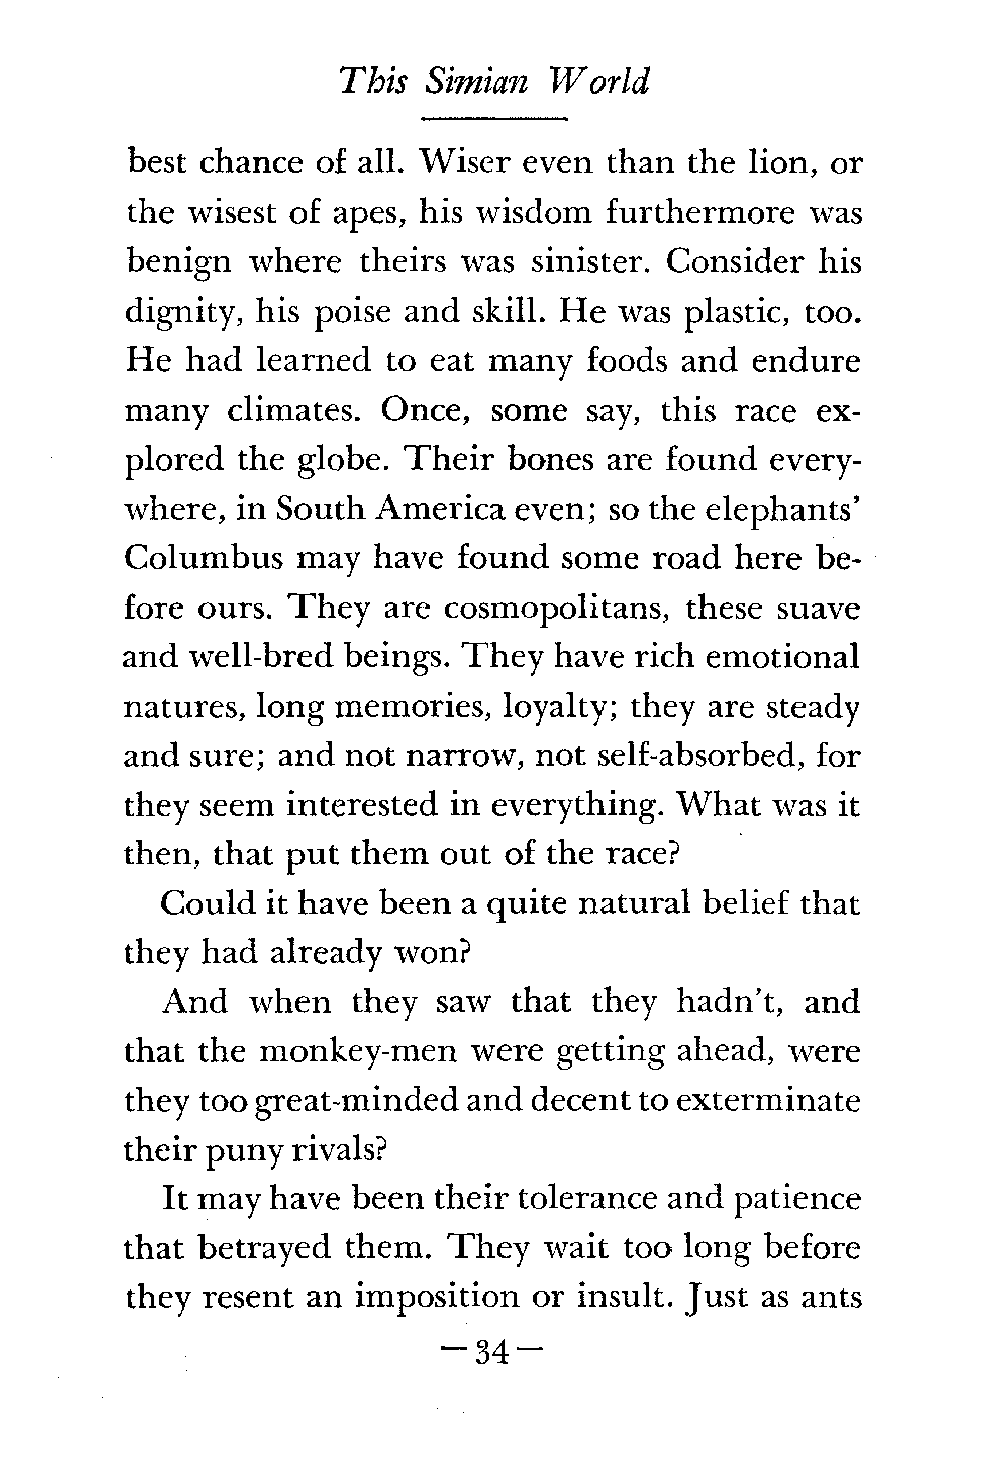 This Simian World
best chance of all. Wiser even than the lion, or
the wisest of apes, his wisdom furthermore was
benign where theirs was sinister. Consider his
dignity, his poise and skill. He was plastic, too.
He had learned to eat many foods and endure
many climates. Once, some say, this race ex-
plored the globe. Their bones are found every-
where, in South America even; so the elephants'
Columbus may have found some road here be-
fore ours. They are cosmopolitans, these suave
and well-bred beings. They have rich emotional
natures, long memories, loyalty; they are steady
and sure; and not narrow, not self-absorbed, for
they seem interested in everything. What was it
then, that put them out of the race?
Could it have been a quite natural belief that
they had already won?
And when they saw that they hadn't, and
that the monkey-men were getting ahead, were
they too great-minded and decent to exterminate
their puny rivals?
It may have been their tolerance and patience
that betrayed them. They wait too long before
they resent an imposition or insult. Just as ants
—34—